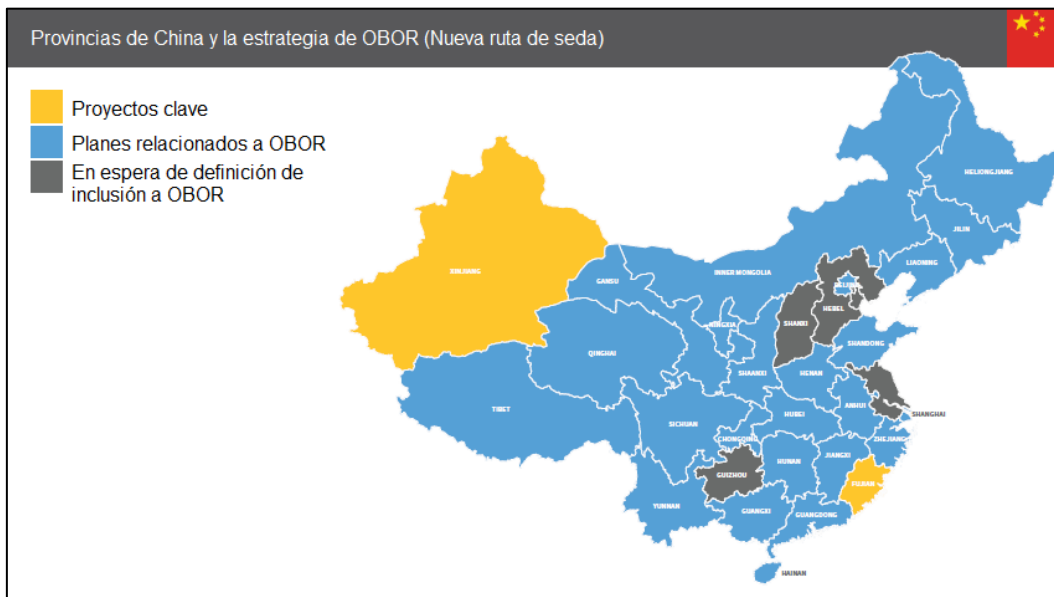 Provincias de China y la estrategia de OBOR (Nueva ruta de seda)
Proyectos clave
Planes relacionados a OBOR
En espera de definición de
inclusión a OBOR
HELIONGJIANG
JILIN
LIAONING
INNER MONGOLIA
XINJIANG
GANSU
BEIJING
HEBEI
SHANXI
NINGXIA
SHANDONG
QINGHAI
SHAANXI
HENAN
TIBET
ANHUI
SHANGHAI
HUBEI
SICHUAN
CHONGQING
ZHEJIANG
JIANGXI
HUNAN
GUIZHOU
FUJIAN
YUNNAN
GUANGXI
GUANGDONG
HAINAN